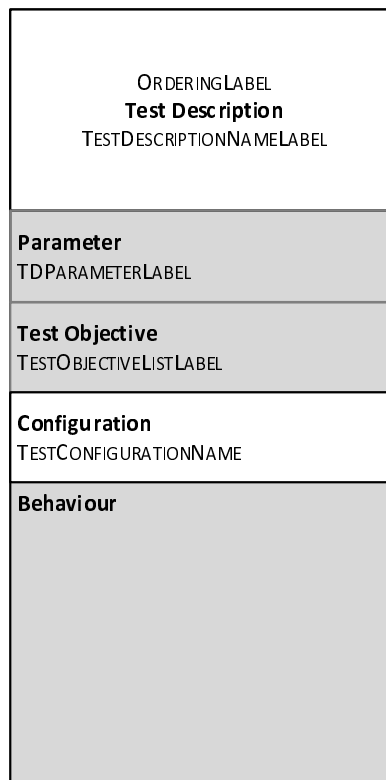 ORDERINGLABEL
Test Description
TESTDESCRIPTIONNAMELABEL
Parameter
TDPARAMETERLABEL
Test Objective
TESTOBJECTIVELISTLABEL
Configuration
TESTCONFIGURATIONNAME
Behaviour